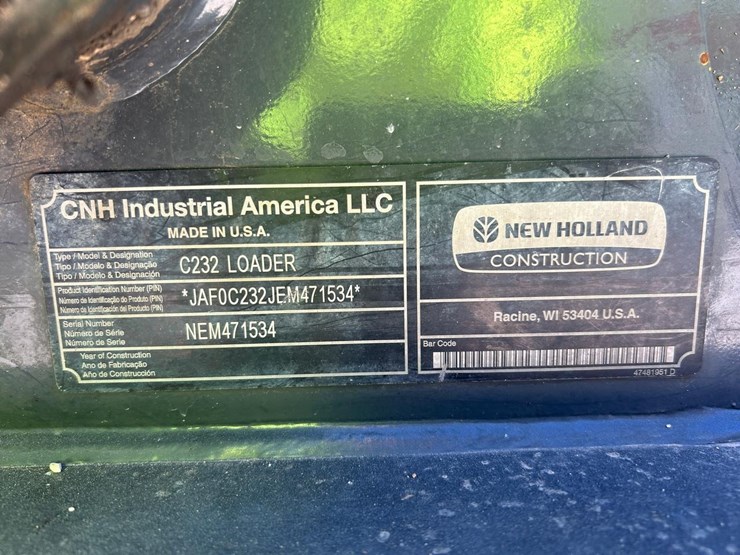 CNH Industrial America LLC
MADE IN U.S.A.
Type / Model & Designation
Tipo / Modelo & Designação
Tipo / Modelo & Designación
C232 LOADER
Product Identification Number (PIN)
Número de Identificação do Produto (PIN)
Número de Identificación del Producto (PIN)
*JAF0C232JEM471534*
Serial Number
Número de Série
Número de Serie
NEM471534
Year of Construction
Ano de Fabricação
Año de Construcción
NEW HOLLAND
CONSTRUCTION
Racine, WI 53404 U.S.A.
Bar Code
47481951 D